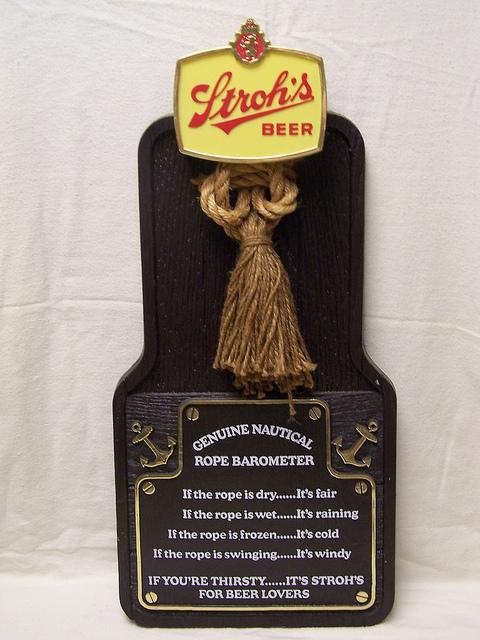 Stroh's
BEER
GENUINE NAUTICAL
ROPE BAROMETER
If the rope is dry......It's fair
If the rope is wet......It's raining
If the rope is frozen......It's cold
If the rope is swinging......It's windy
IF YOU'RE THIRSTY......IT'S STROH'S
FOR BEER LOVERS